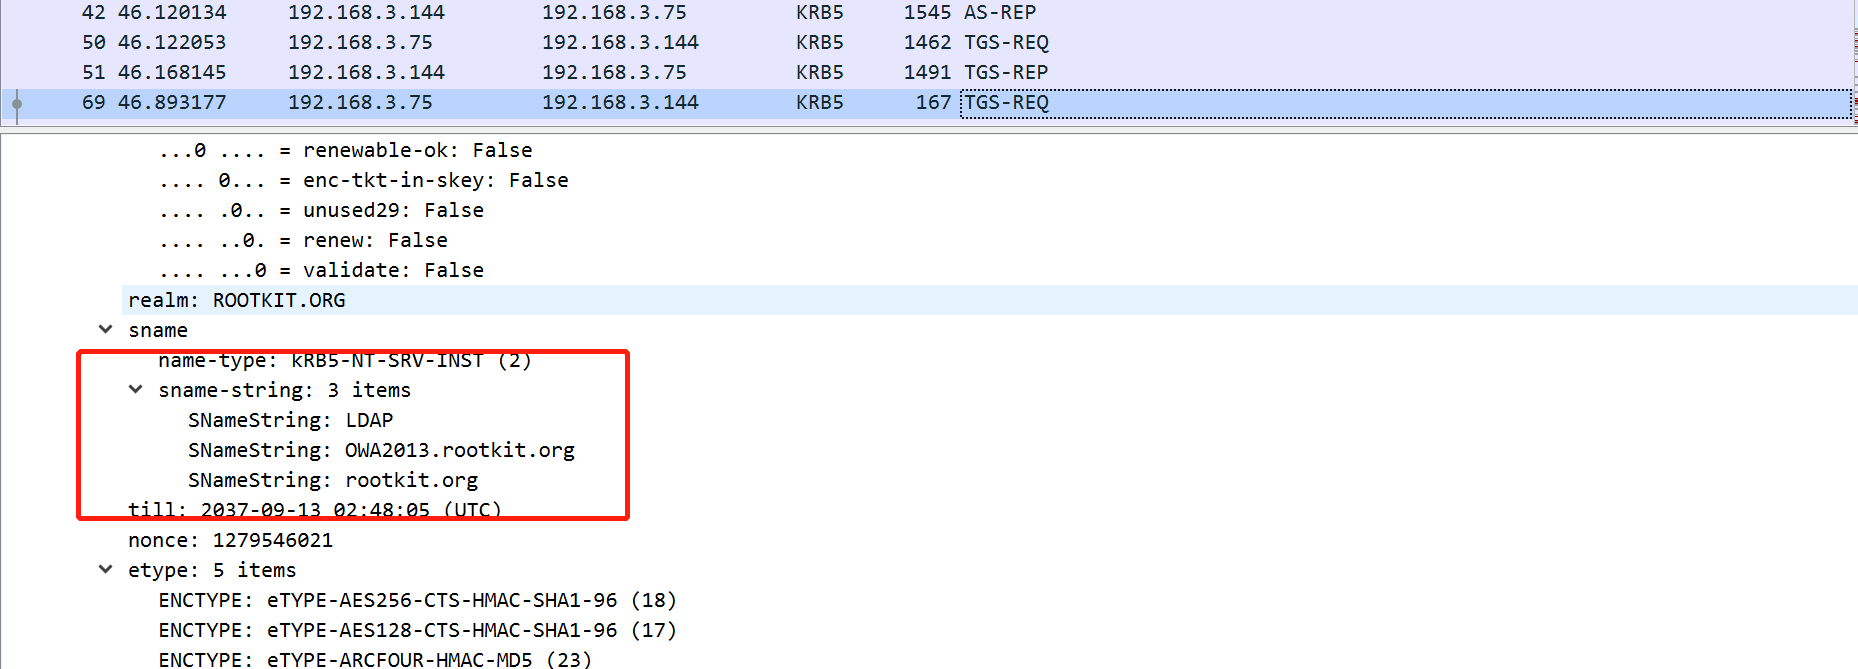 42 46.120134 192.168.3.144 192.168.3.75 KRB5 1545 AS-REP
50 46.122053 192.168.3.75 192.168.3.144 KRB5 1462 TGS-REQ
51 46.168145 192.168.3.144 192.168.3.75 KRB5 1491 TGS-REP
69 46.893177 192.168.3.75 192.168.3.144 KRB5 167 TGS-REQ
...0 .... = renewable-ok: False
.... 0... = enc-tkt-in-skey: False
.... .0.. = unused29: False
.... ..0. = renew: False
.... ...0 = validate: False
realm: ROOTKIT.ORG
sname
name-type: kRB5-NT-SRV-INST (2)
sname-string: 3 items
SNameString: LDAP
SNameString: OWA2013.rootkit.org
SNameString: rootkit.org
till: 2037-09-13 02:48:05 (UTC)
nonce: 1279546021
etype: 5 items
ENCTYPE: eTYPE-AES256-CTS-HMAC-SHA1-96 (18)
ENCTYPE: eTYPE-AES128-CTS-HMAC-SHA1-96 (17)
ENCTYPE: eTYPE-ARCFOUR-HMAC-MD5 (23)